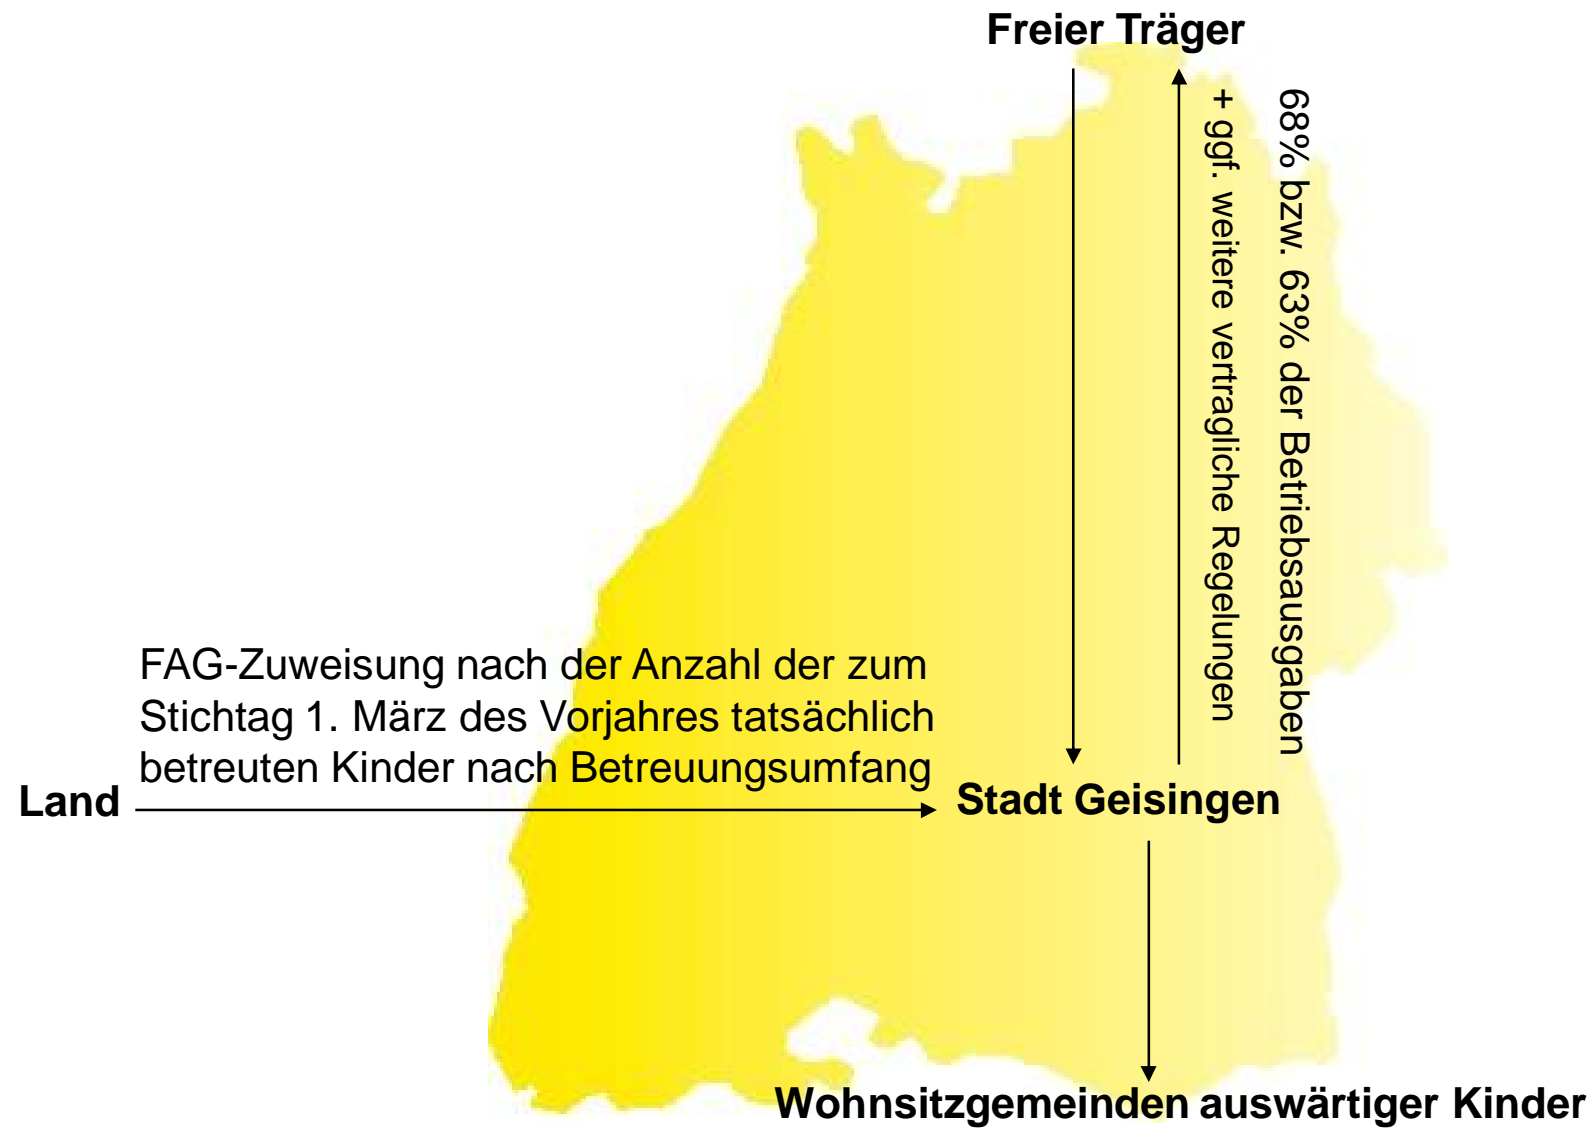 Freier Träger
68% bzw. 63% der Betriebsausgaben
+ ggf. weitere vertragliche Regelungen
FAG-Zuweisung nach der Anzahl der zum
Stichtag 1. März des Vorjahres tatsächlich
betreuten Kinder nach Betreuungsumfang
Land
Stadt Geisingen
Wohnsitzgemeinden auswärtiger Kinder